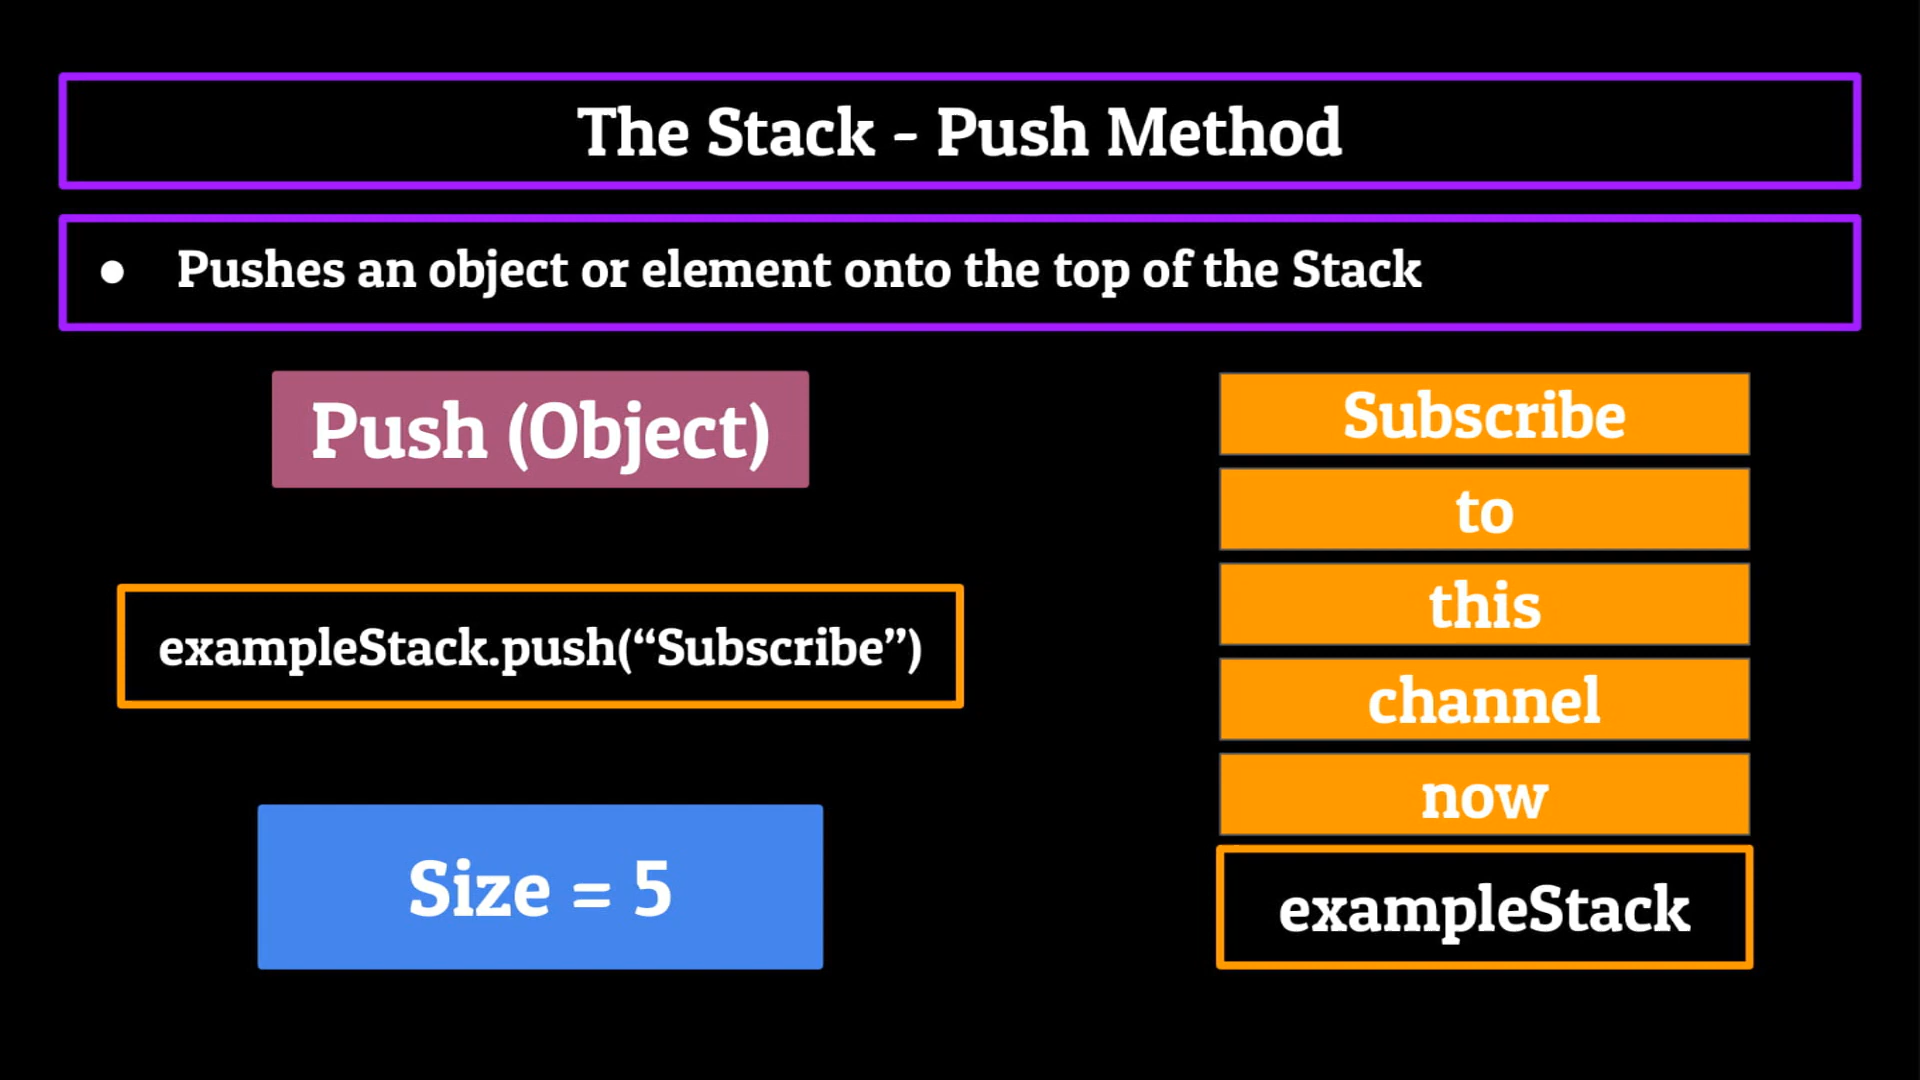 The Stack - Push Method
● Pushes an object or element onto the top of the Stack
Push (Object)
exampleStack.push(“Subscribe”)
Size = 5
Subscribe
to
this
channel
now
exampleStack